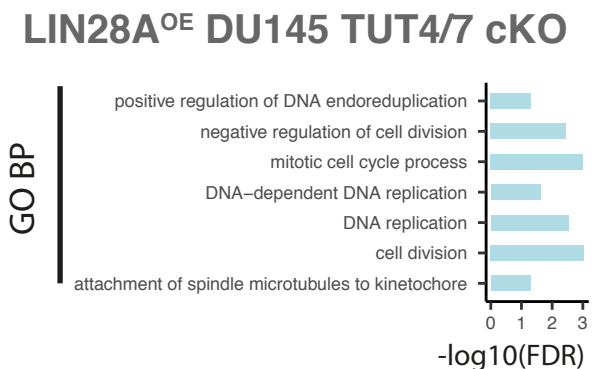 LIN28AOE DU145 TUT4/7 cKO
GO BP
positive regulation of DNA endoreduplication
negative regulation of cell division
mitotic cell cycle process
DNA−dependent DNA replication
DNA replication
cell division
attachment of spindle microtubules to kinetochore
0 1 2 3
-log10(FDR)